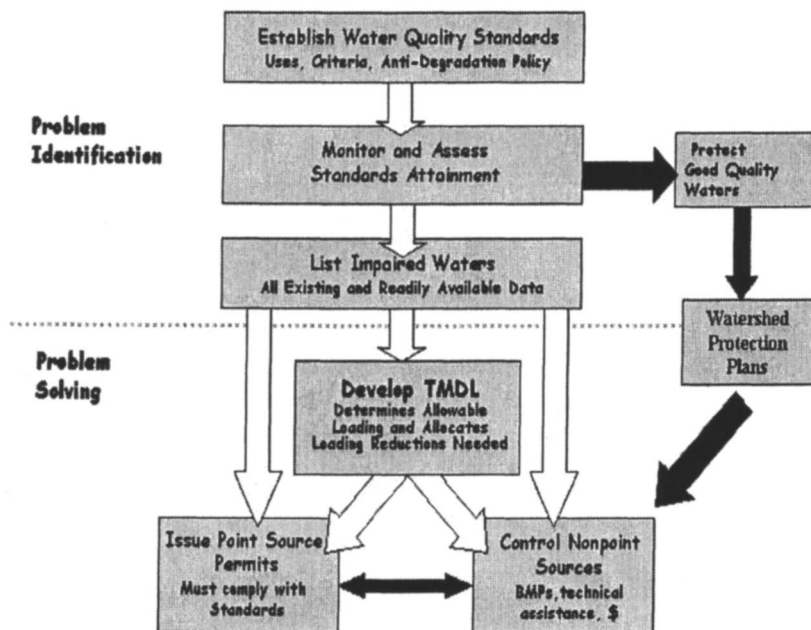 Establish Water Quality Standards
Uses, Criteria, Anti-Degradation Policy
Problem
Identification
Monitor and Assess
Standards Attainment
Protect
Good Quality
Waters
List Impaired Waters
All Existing and Readily Available Data
Watershed
Protection
Plans
Problem
Solving
Develop TMDL
Determines Allowable
Loading and Allocates
Loading Reductions Needed
Issue Point Source
Permits
Must comply with
Standards
Control Nonpoint
Sources
BMPs, technical
assistance, $